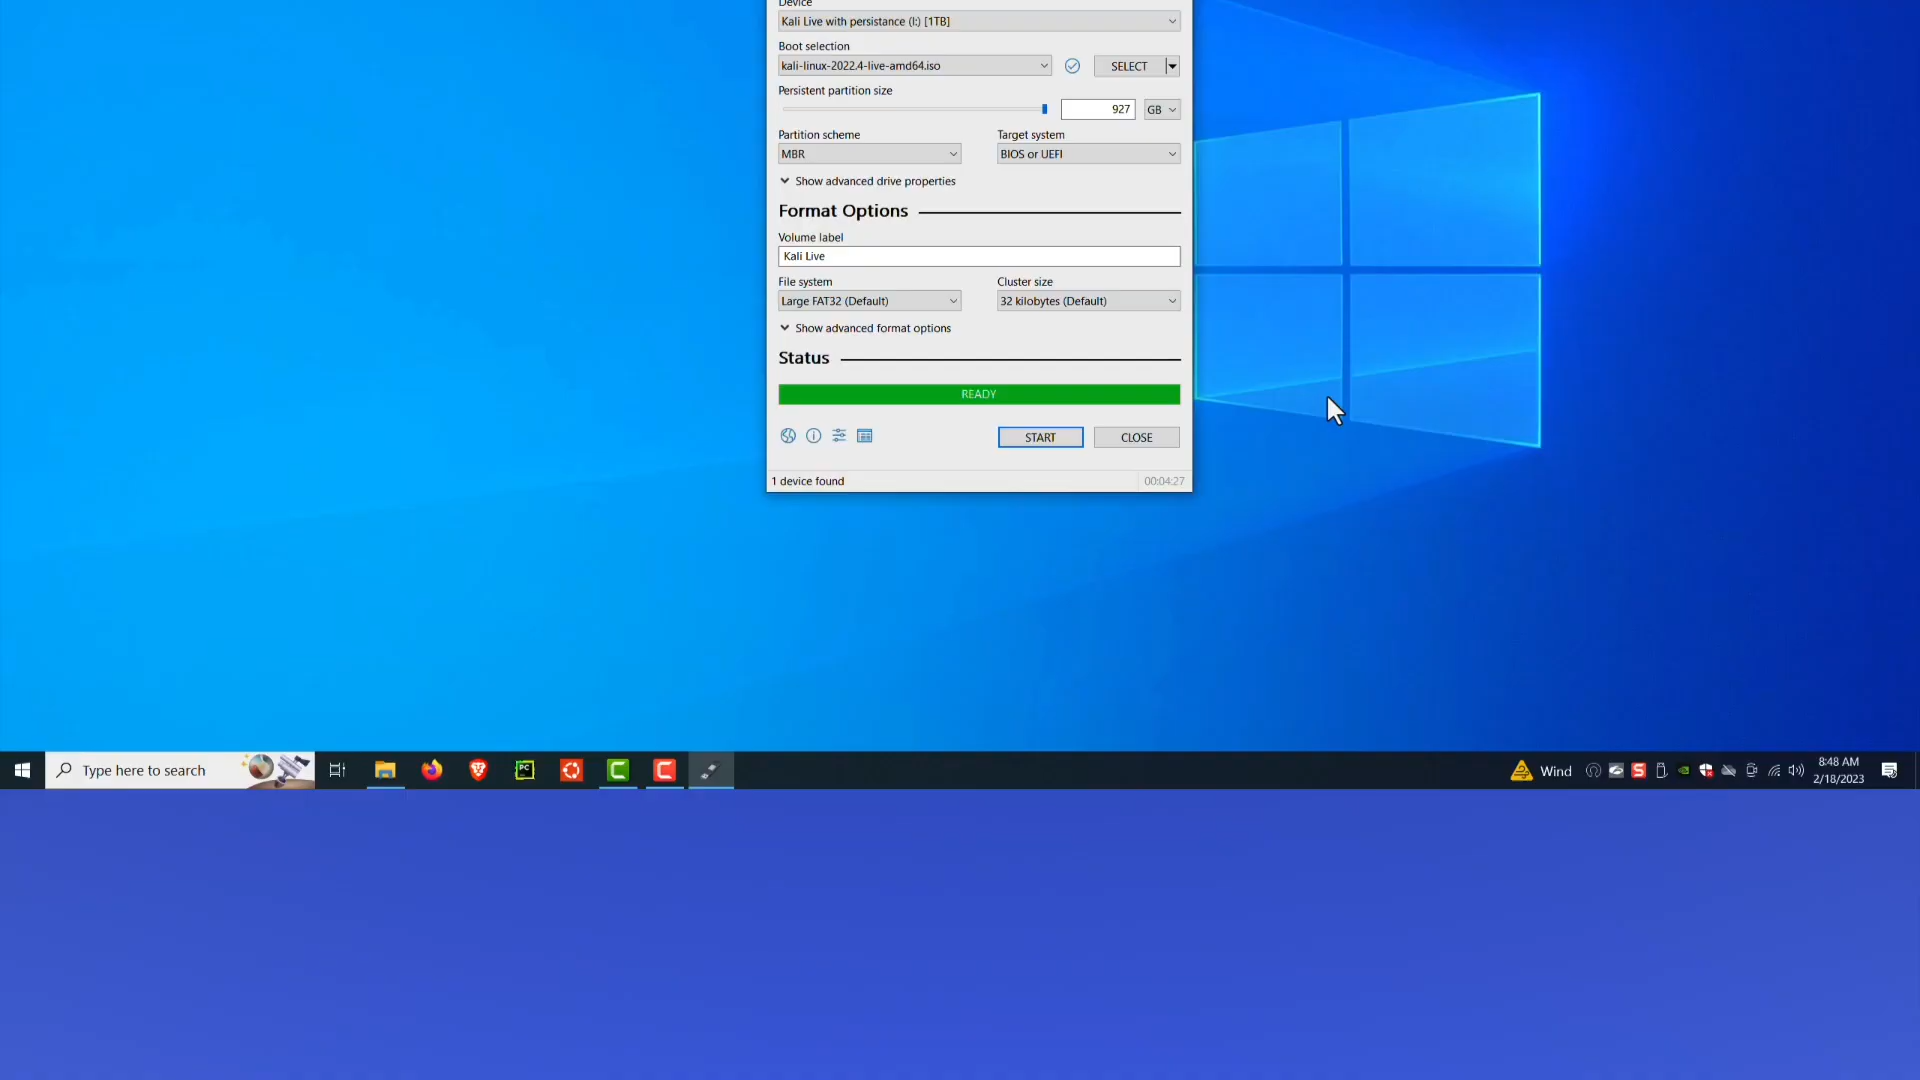 Device
Kali Live with persistance (I:) [1TB]
Boot selection
kali-linux-2022.4-live-amd64.iso
SELECT
Persistent partition size
927
GB
Partition scheme
Target system
MBR
BIOS or UEFI
Show advanced drive properties
Format Options
Volume label
Kali Live
File system
Cluster size
Large FAT32 (Default)
32 kilobytes (Default)
Show advanced format options
Status
READY
START
CLOSE
1 device found
00:04:27
Type here to search
PC
Wind
8:48 AM
2/18/2023